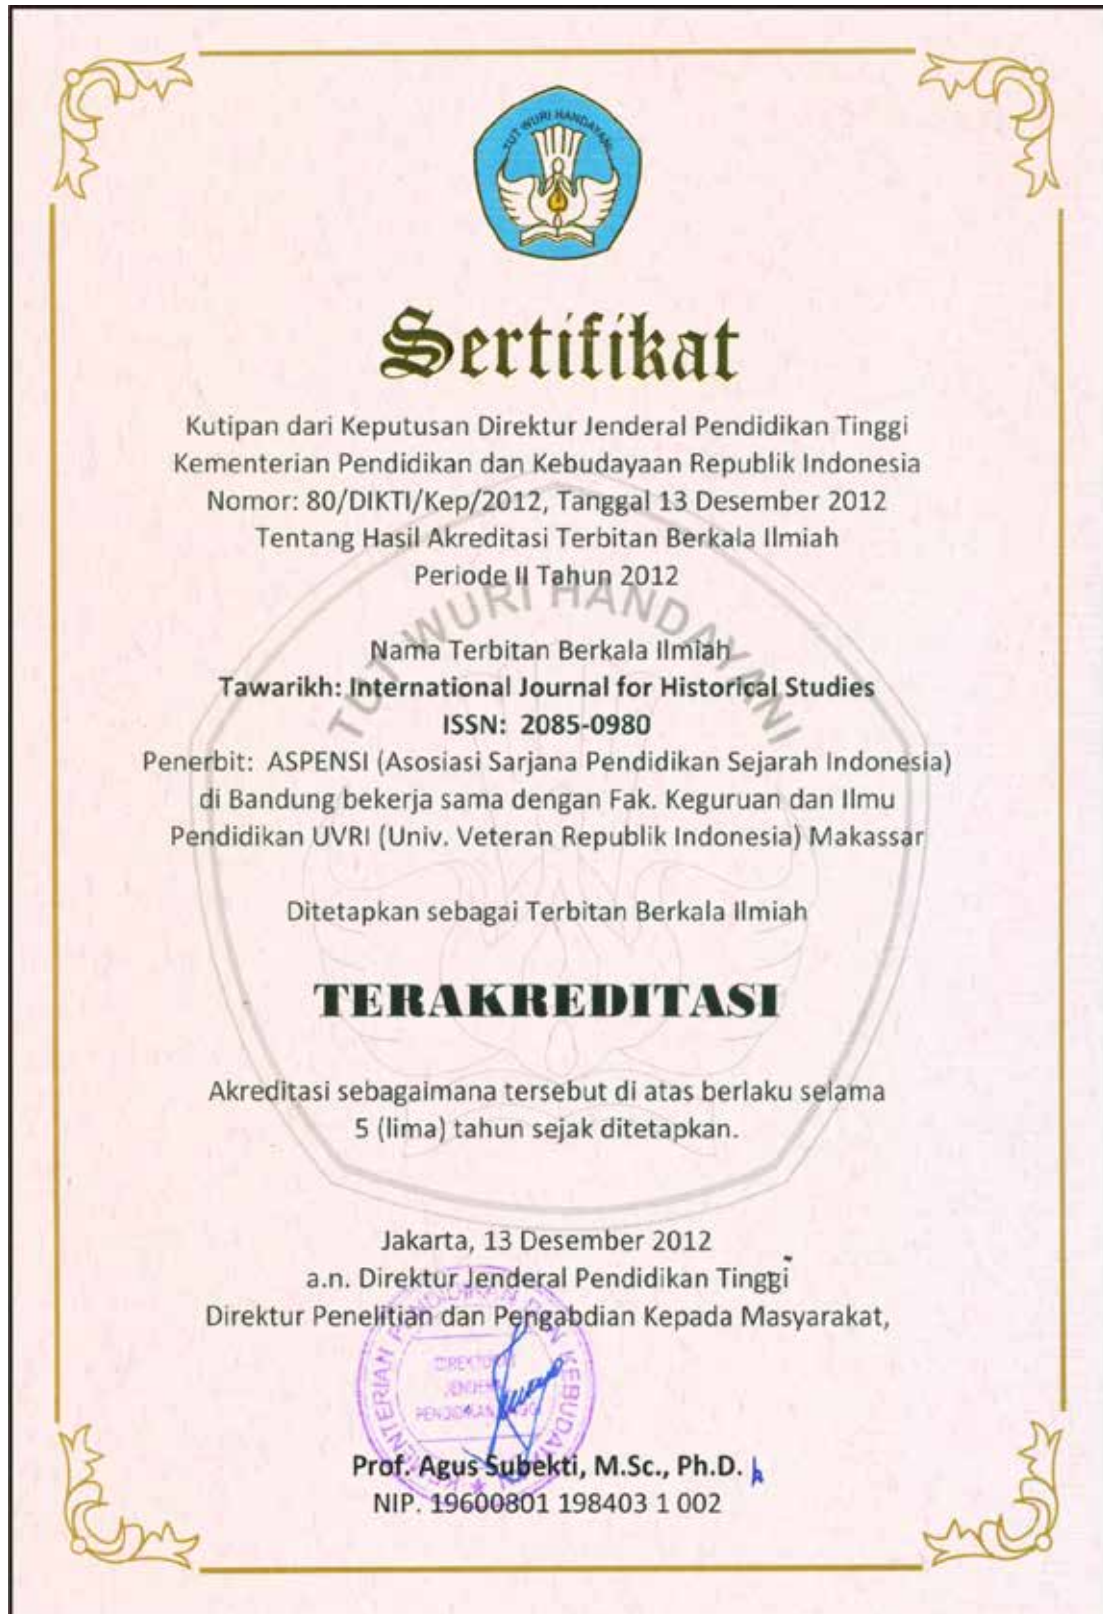 TUT WURI HANDAYANI
Sertifikat
Kutipan dari Keputusan Direktur Jenderal Pendidikan Tinggi
Kementerian Pendidikan dan Kebudayaan Republik Indonesia
Nomor: 80/DIKTI/Kep/2012, Tanggal 13 Desember 2012
Tentang Hasil Akreditasi Terbitan Berkala Ilmiah
Periode II Tahun 2012
TUT WURI HANDAYANI
Nama Terbitan Berkala Ilmiah
Tawarikh: International Journal for Historical Studies
ISSN: 2085-0980
Penerbit: ASPENSI (Asosiasi Sarjana Pendidikan Sejarah Indonesia)
di Bandung bekerja sama dengan Fak. Keguruan dan Ilmu
Pendidikan UVRI (Univ. Veteran Republik Indonesia) Makassar
Ditetapkan sebagai Terbitan Berkala Ilmiah
TERAKREDITASI
Akreditasi sebagaimana tersebut di atas berlaku selama
5 (lima) tahun sejak ditetapkan.
Jakarta, 13 Desember 2012
a.n. Direktur Jenderal Pendidikan Tinggi
Direktur Penelitian dan Pengabdian Kepada Masyarakat,
Prof. Agus Subekti, M.Sc., Ph.D.
NIP. 19600801 198403 1 002